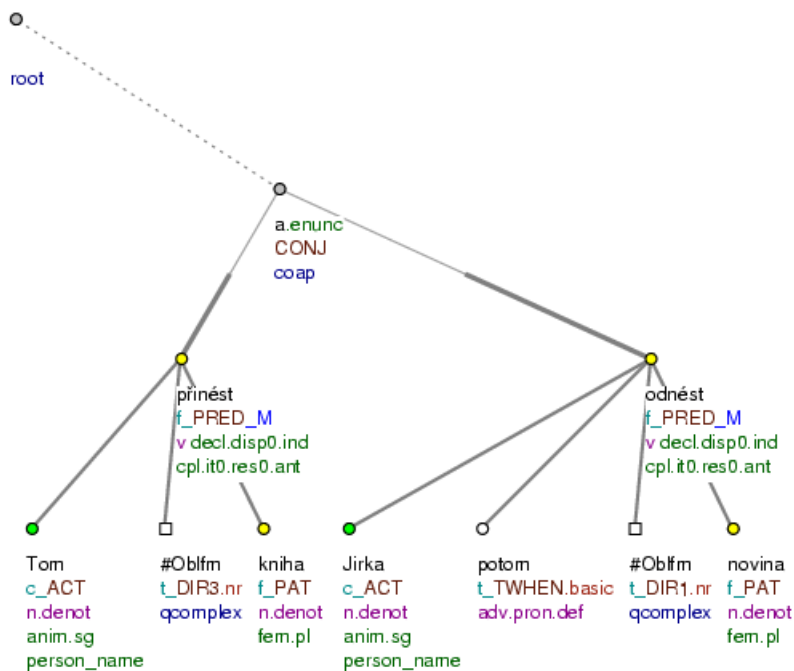 root
a.enunc
CONJ
coap
přinést
f_PRED_M
v decl.disp0.ind
cpl.it0.res0.ant
odnést
f_PRED_M
v decl.disp0.ind
cpl.it0.res0.ant
Tom
c_ACT
n.denot
anim.sg
person_name
#Oblfm
t_DIR3.nr
qcomplex
kniha
f_PAT
n.denot
fem.pl
Jirka
c_ACT
n.denot
anim.sg
person_name
potom
t_TWHEN.basic
adv.pron.def
#Oblfm
t_DIR1.nr
qcomplex
novina
f_PAT
n.denot
fem.pl